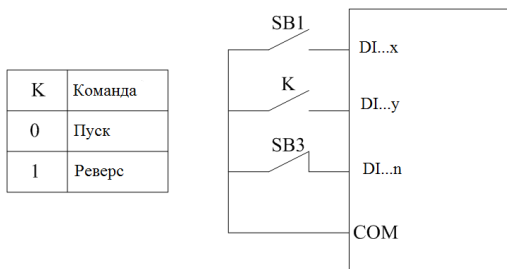 K Команда
0 Пуск
1 Реверс
SB1
DI...x
K
DI...y
SB3
DI...n
COM